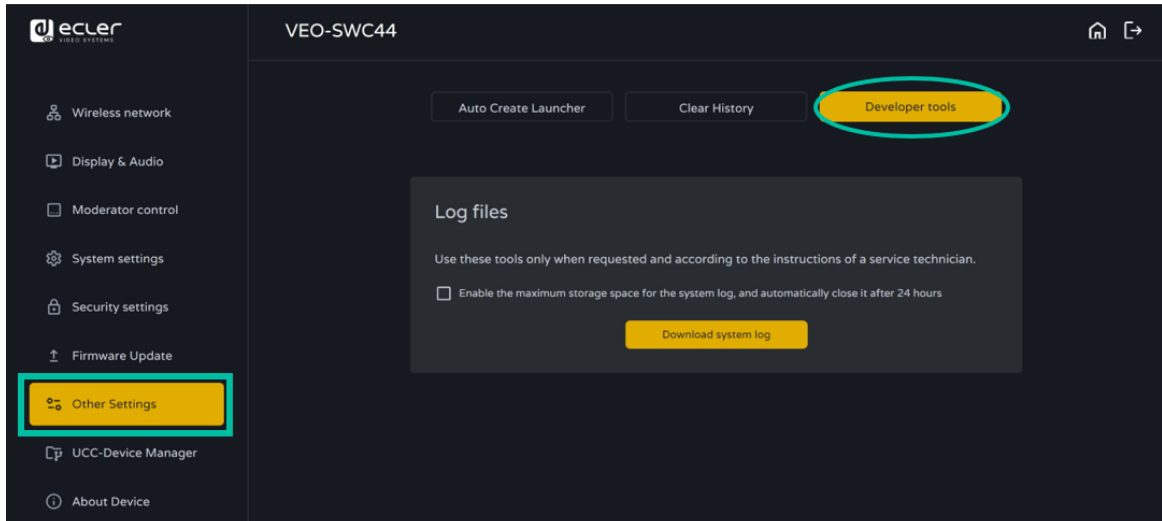 ecler
VIDEO SYSTEMS
VEO-SWC44
Wireless network
Display & Audio
Moderator control
System settings
Security settings
Firmware Update
Other Settings
UCC-Device Manager
About Device
Auto Create Launcher
Clear History
Developer tools
Log files
Use these tools only when requested and according to the instructions of a service technician.
Enable the maximum storage space for the system log, and automatically close it after 24 hours
Download system log